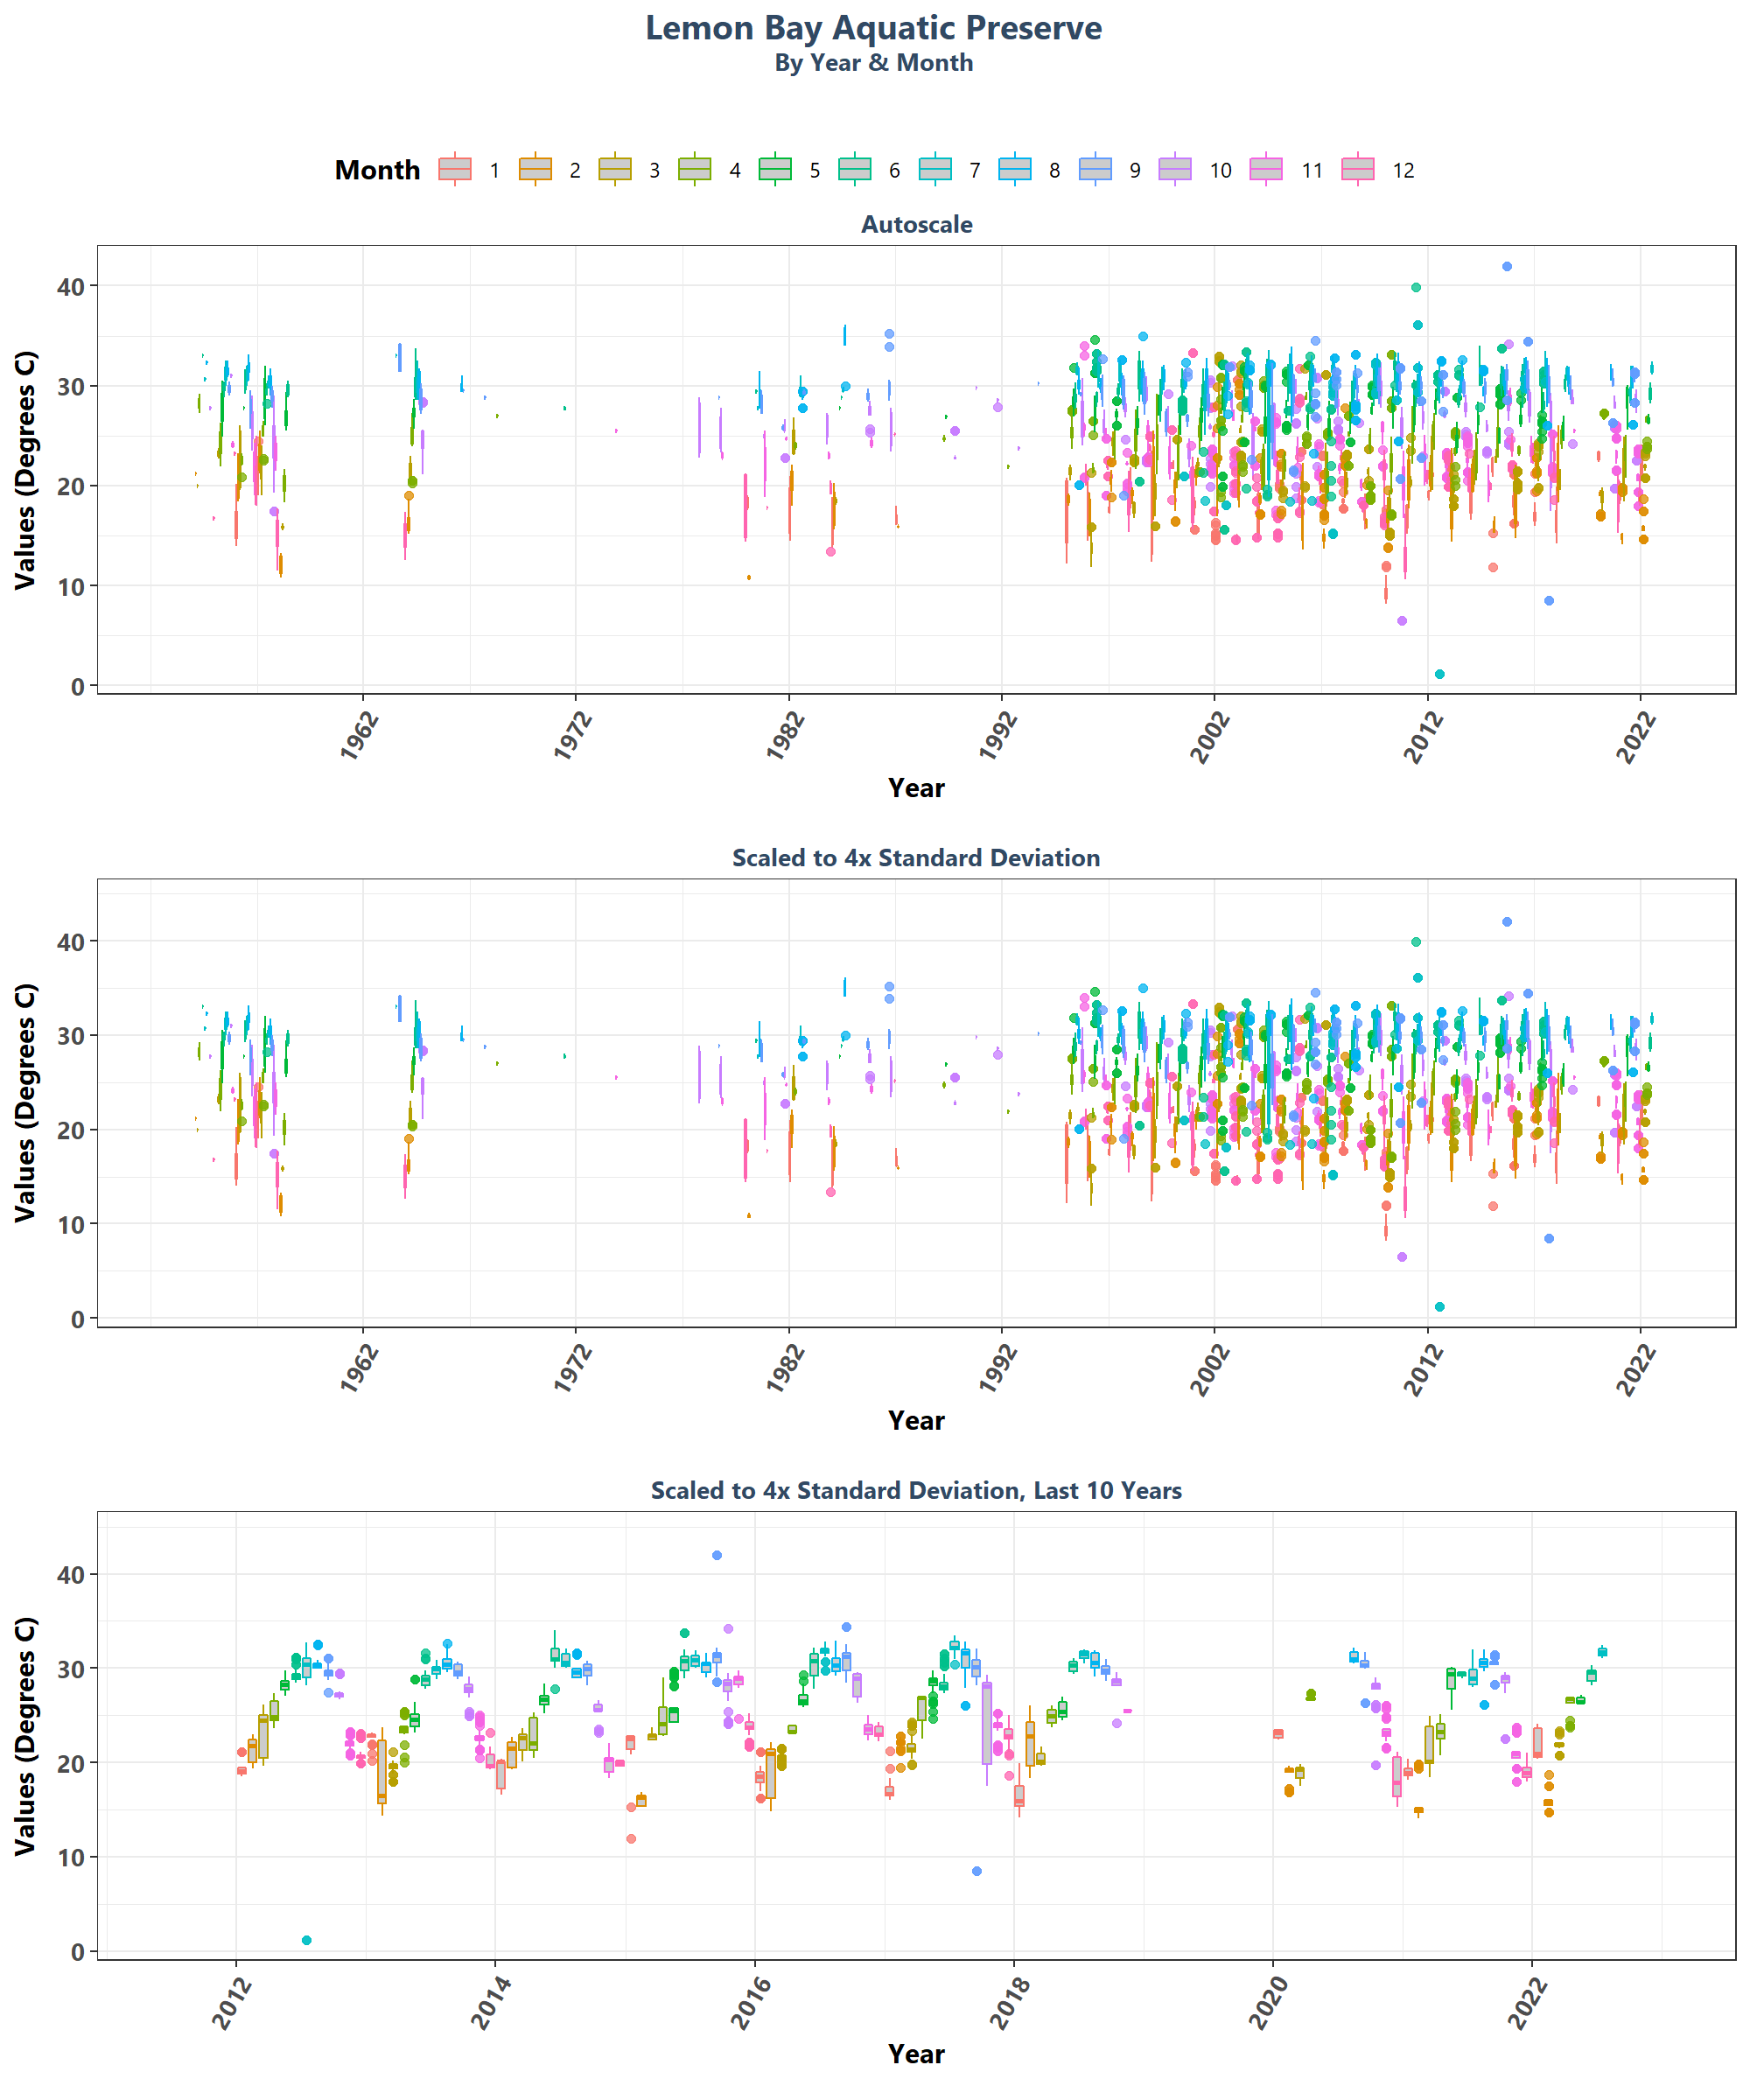 Lemon Bay Aquatic Preserve
By Year & Month
Month 1 2 3 4 5 6 7 8 9 10 11 12
Autoscale
Values (Degrees C)
40
30
20
10
0
1962 1972 1982 1992 2002 2012 2022
Year
Scaled to 4x Standard Deviation
Values (Degrees C)
40
30
20
10
0
1962 1972 1982 1992 2002 2012 2022
Year
Scaled to 4x Standard Deviation, Last 10 Years
Values (Degrees C)
40
30
20
10
0
2012 2014 2016 2018 2020 2022
Year